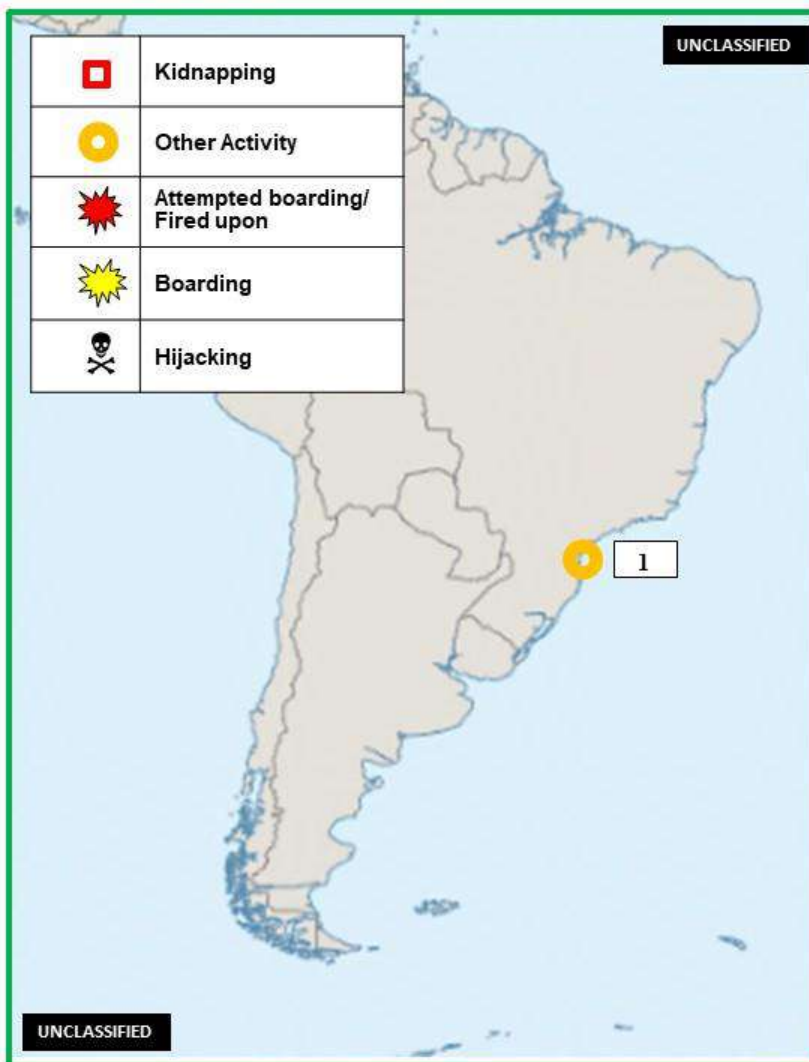 UNCLASSIFIED
Kidnapping
Other Activity
Attempted boarding/
Fired upon
Boarding
Hijacking
1
UNCLASSIFIED